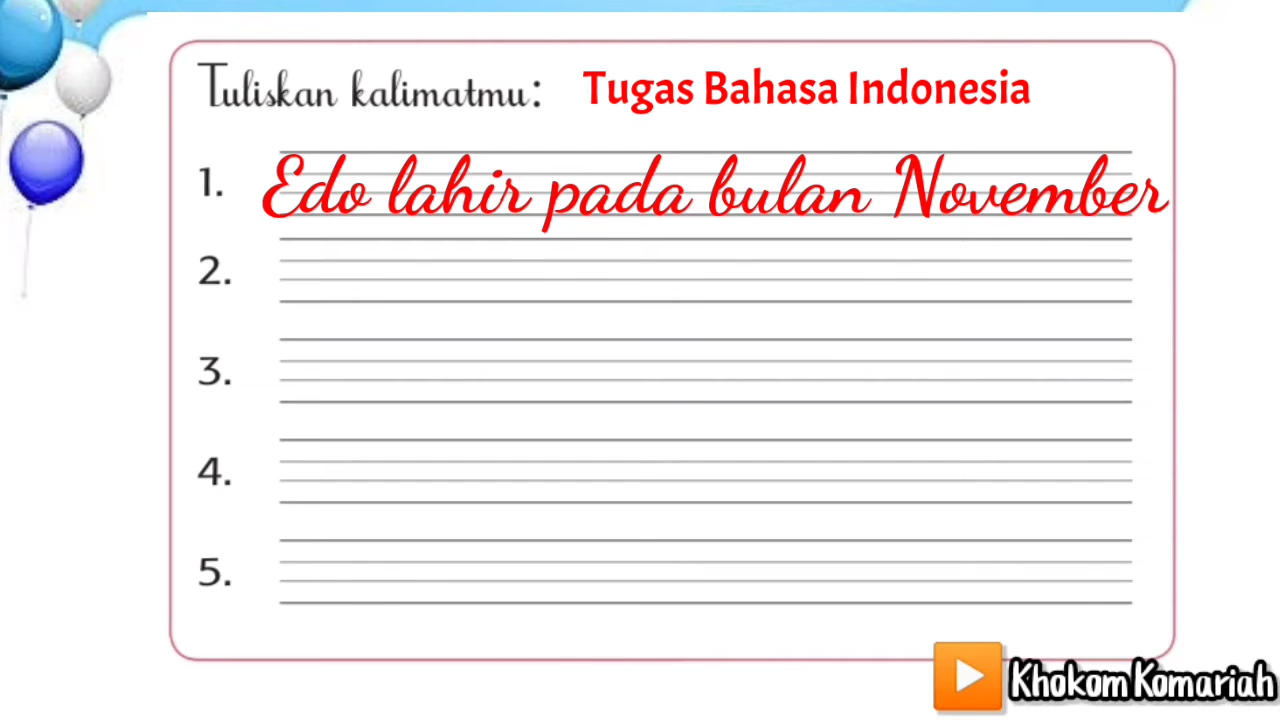 Tuliskan kalimatmu: Tugas Bahasa Indonesia
1. Edo lahir pada bulan November
2.
3.
4.
5.
Khokom Komariah